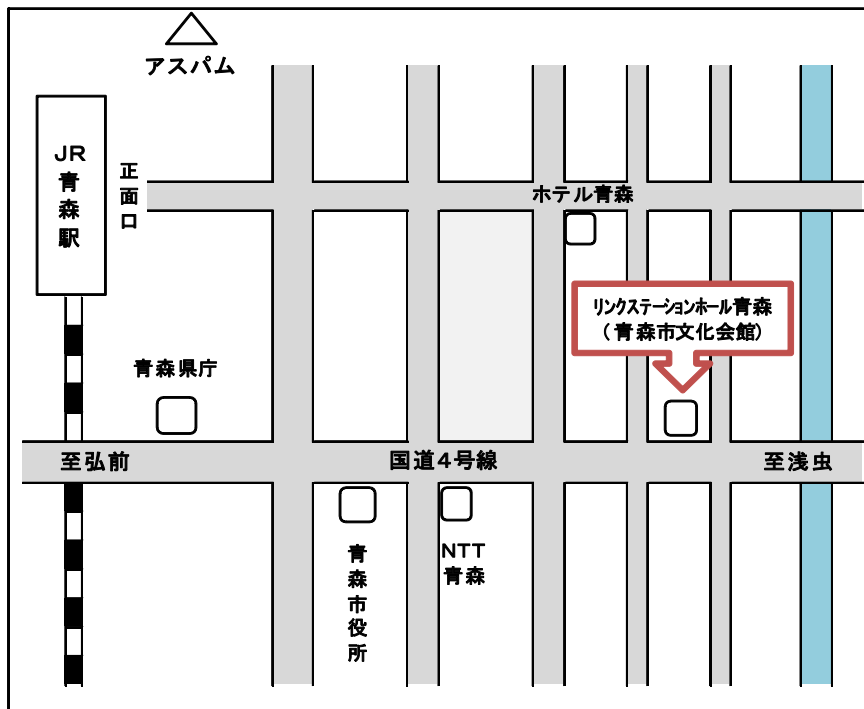 アスパム
JR青森駅
正面口
ホテル青森
リンクステーションホール青森
(青森市文化会館)
青森県庁
至弘前
国道4号線
至浅虫
青森市役所
NTT
青森